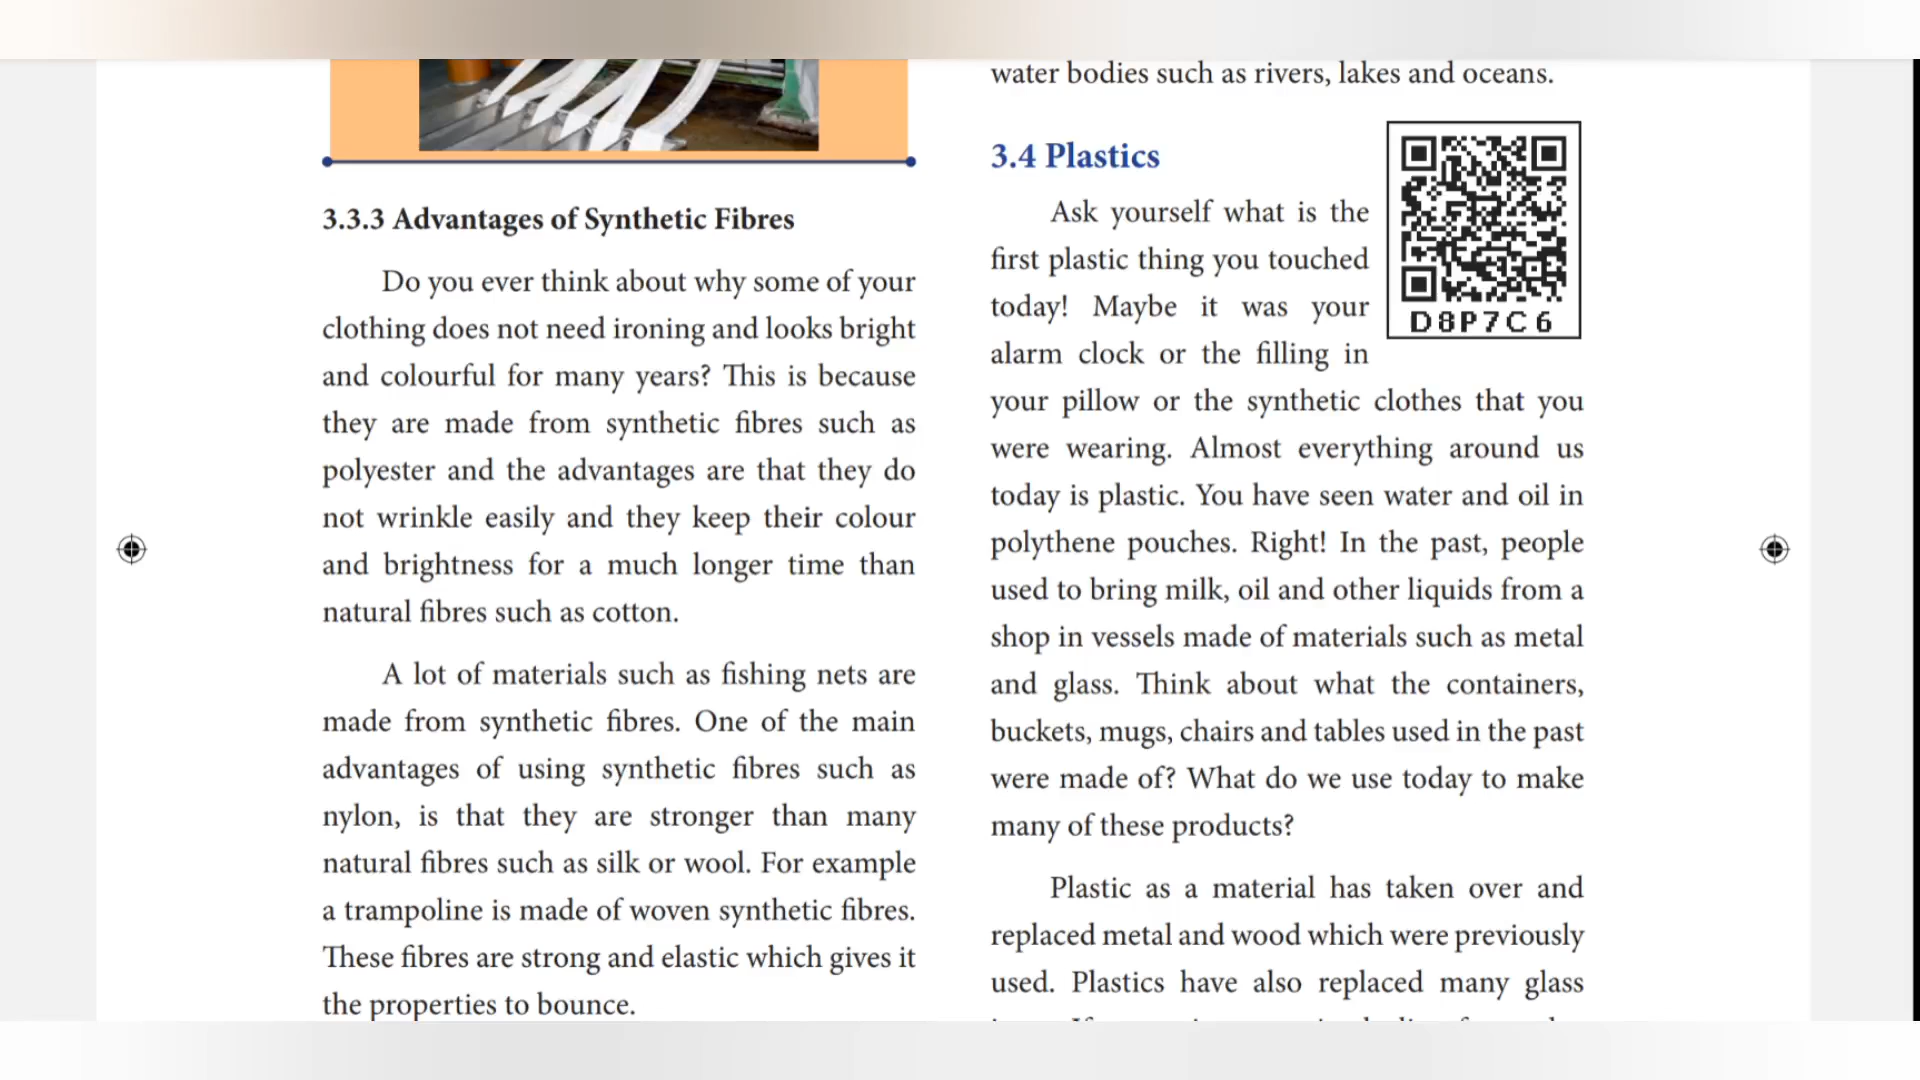 3.3.3 Advantages of Synthetic Fibres
Do you ever think about why some of your
clothing does not need ironing and looks bright
and colourful for many years? This is because
they are made from synthetic fibres such as
polyester and the advantages are that they do
not wrinkle easily and they keep their colour
and brightness for a much longer time than
natural fibres such as cotton.
A lot of materials such as fishing nets are
made from synthetic fibres. One of the main
advantages of using synthetic fibres such as
nylon, is that they are stronger than many
natural fibres such as silk or wool. For example
a trampoline is made of woven synthetic fibres.
These fibres are strong and elastic which gives it
the properties to bounce.
water bodies such as rivers, lakes and oceans.
3.4 Plastics
Ask yourself what is the
first plastic thing you touched
today! Maybe it was your
alarm clock or the filling in
D8P7C6
your pillow or the synthetic clothes that you
were wearing. Almost everything around us
today is plastic. You have seen water and oil in
polythene pouches. Right! In the past, people
used to bring milk, oil and other liquids from a
shop in vessels made of materials such as metal
and glass. Think about what the containers,
buckets, mugs, chairs and tables used in the past
were made of? What do we use today to make
many of these products?
Plastic as a material has taken over and
replaced metal and wood which were previously
used. Plastics have also replaced many glass